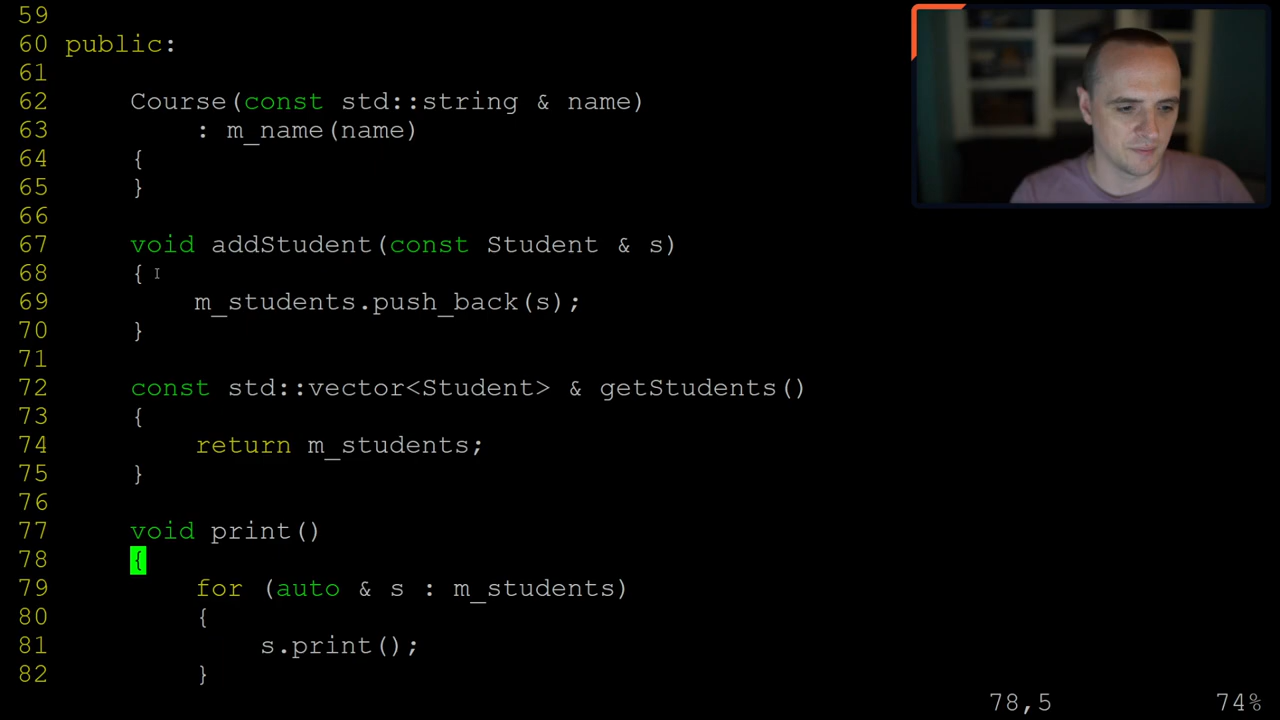 59
60 public:
61
62     Course(const std::string & name)
63         : m_name(name)
64     {
65     }
66
67     void addStudent(const Student & s)
68     {
69         m_students.push_back(s);
70     }
71
72     const std::vector<Student> & getStudents()
73     {
74         return m_students;
75     }
76
77     void print()
78     {
79         for (auto & s : m_students)
80         {
81             s.print();
82         }
78,5 74%